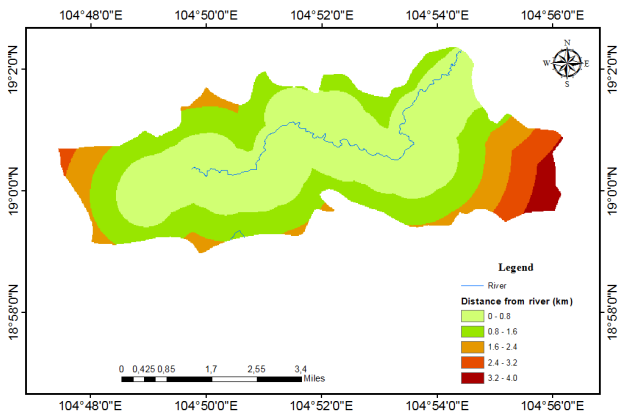 104°48'0"E 104°50'0"E 104°52'0"E 104°54'0"E 104°56'0"E
19°2'0"N 19°2'0"N
N
W E
S
19°0'0"N 19°0'0"N
Legend
River
Distance from river (km)
0 - 0.8
0.8 - 1.6
1.6 - 2.4
2.4 - 3.2
3.2 - 4.0
18°58'0"N 18°58'0"N
0 0,425 0,85 1,7 2,55 3,4
Miles
104°48'0"E 104°50'0"E 104°52'0"E 104°54'0"E 104°56'0"E